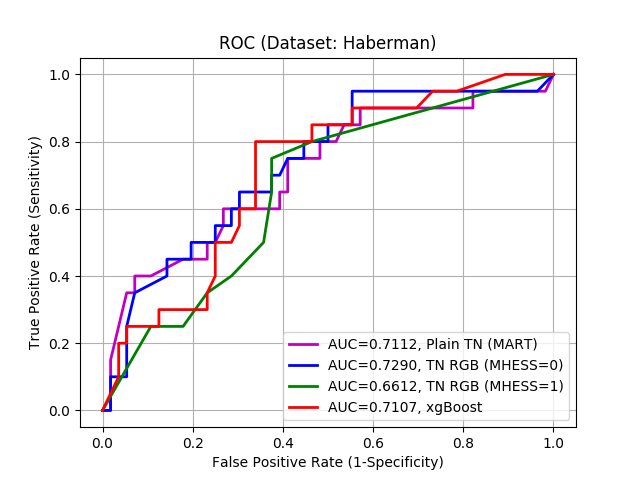 ROC (Dataset: Haberman)
True Positive Rate (Sensitivity)
1.0
0.8
0.6
0.4
0.2
0.0
AUC=0.7112, Plain TN (MART)
AUC=0.7290, TN RGB (MHESS=0)
AUC=0.6612, TN RGB (MHESS=1)
AUC=0.7107, xgBoost
0.0 0.2 0.4 0.6 0.8 1.0
False Positive Rate (1-Specificity)